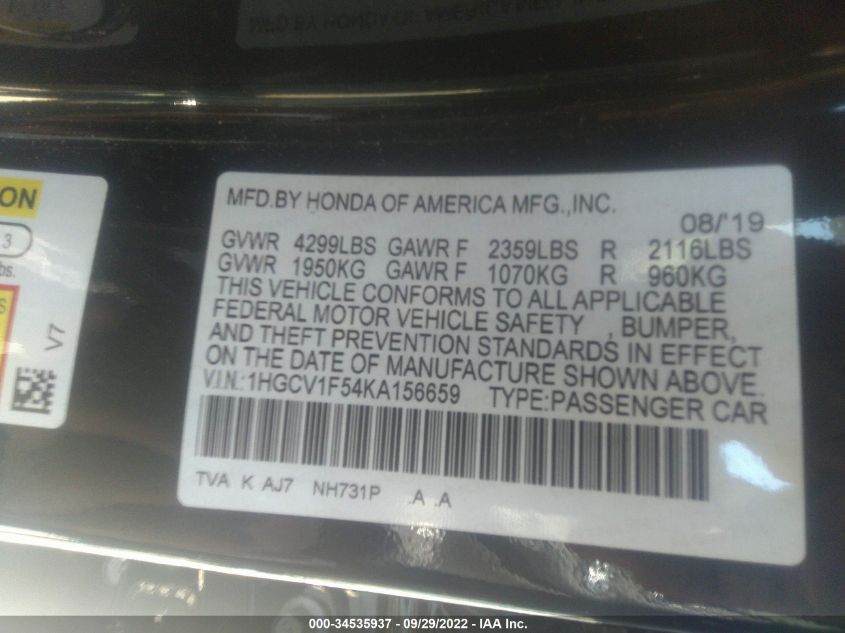 MFD.BY HONDA OF AMERICA MFG.,INC.
08/'19
GVWR 4299LBS GAWR F 2359LBS R 2116LBS
GVWR 1950KG GAWR F 1070KG R 960KG
THIS VEHICLE CONFORMS TO ALL APPLICABLE
FEDERAL MOTOR VEHICLE SAFETY , BUMPER,
AND THEFT PREVENTION STANDARDS IN EFFECT
ON THE DATE OF MANUFACTURE SHOWN ABOVE.
V.I.N.:1HGCV1F54KA156659 TYPE:PASSENGER CAR
TVA K AJ7 NH731P .A .A
ON
3
bs.
S
V7
000-34535937 - 09/29/2022 - IAA Inc.